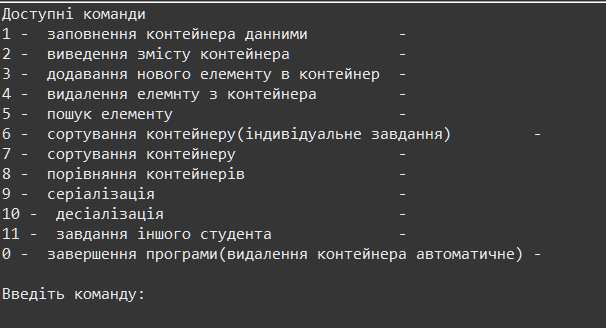 Доступні команди
1 -  заповнення контейнера данними          -
2 -  виведення змісту контейнера            -
3 -  додавання нового елементу в контейнер  -
4 -  видалення елемнту з контейнера         -
5 -  пошук елементу                         -
6 -  сортування контейнеру(індивідуальне завдання)         -
7 -  сортування контейнеру                  -
8 -  порівняння контейнерів                 -
9 -  серіалізація                           -
10 -  десіалізація                          -
11 -  завдання іншого студента              -
0 -  завершення програми(видалення контейнера автоматичне) -
Введіть команду: